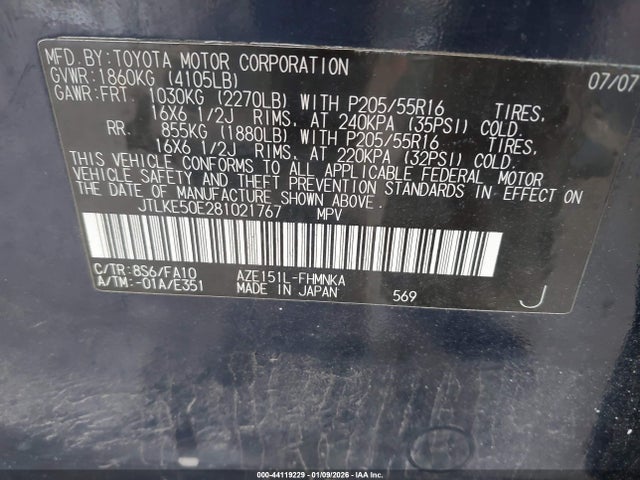 MFD.BY:TOYOTA MOTOR CORPORATION 07/07
GVWR:1860KG (4105LB)
GAWR:FRT. 1030KG (2270LB) WITH P205/55R16 TIRES,
16X6 1/2J RIMS, AT 240KPA (35PSI) COLD.
RR. 855KG (1880LB) WITH P205/55R16 TIRES,
16X6 1/2J RIMS, AT 220KPA (32PSI) COLD.
THIS VEHICLE CONFORMS TO ALL APPLICABLE FEDERAL MOTOR
VEHICLE SAFETY AND THEFT PREVENTION STANDARDS IN EFFECT ON
THE DATE OF MANUFACTURE SHOWN ABOVE.
JTLKE50E281021767 MPV
C/TR:8S6/FA10 AZE151L-FHMNKA
A/TM:-01A/E351 MADE IN JAPAN 569 J
000-44119229 - 01/09/2026 - IAA Inc.